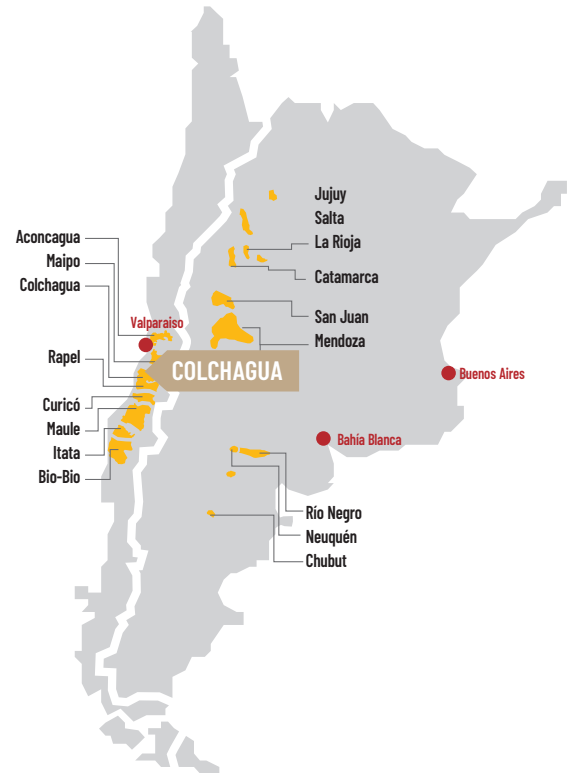 Jujuy
Salta
La Rioja
Catamarca
San Juan
Mendoza
Aconcagua
Maipo
Colchagua
Valparaiso
Rapel
COLCHAGUA
Buenos Aires
Curicó
Maule
Itata
Bio-Bio
Bahía Blanca
Río Negro
Neuquén
Chubut